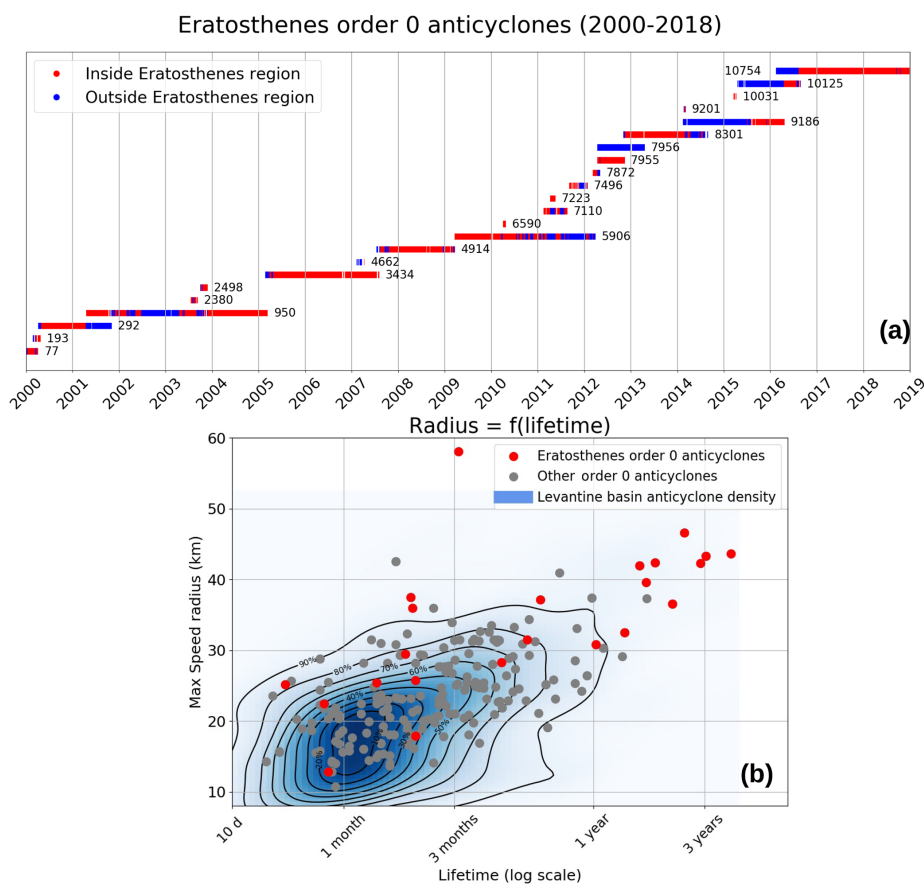 Eratosthenes order 0 anticyclones (2000-2018)
Inside Eratosthenes region
Outside Eratosthenes region
10754
10125
10031
9201
9186
8301
7956
7955
7872
7496
7223
7110
6590
5906
4914
4662
3434
2498
2380
950
292
193
77
(a)
2000 2001 2002 2003 2004 2005 2006 2007 2008 2009 2010 2011 2012 2013 2014 2015 2016 2017 2018 2019
Radius = f(lifetime)
Eratosthenes order 0 anticyclones
Other order 0 anticyclones
Levantine basin anticyclone density
Max Speed radius (km)
60
50
40
30
20
10
90%
80%
70%
60%
40%
50%
30%
20%
(b)
10 d 1 month 3 months 1 year 3 years
Lifetime (log scale)